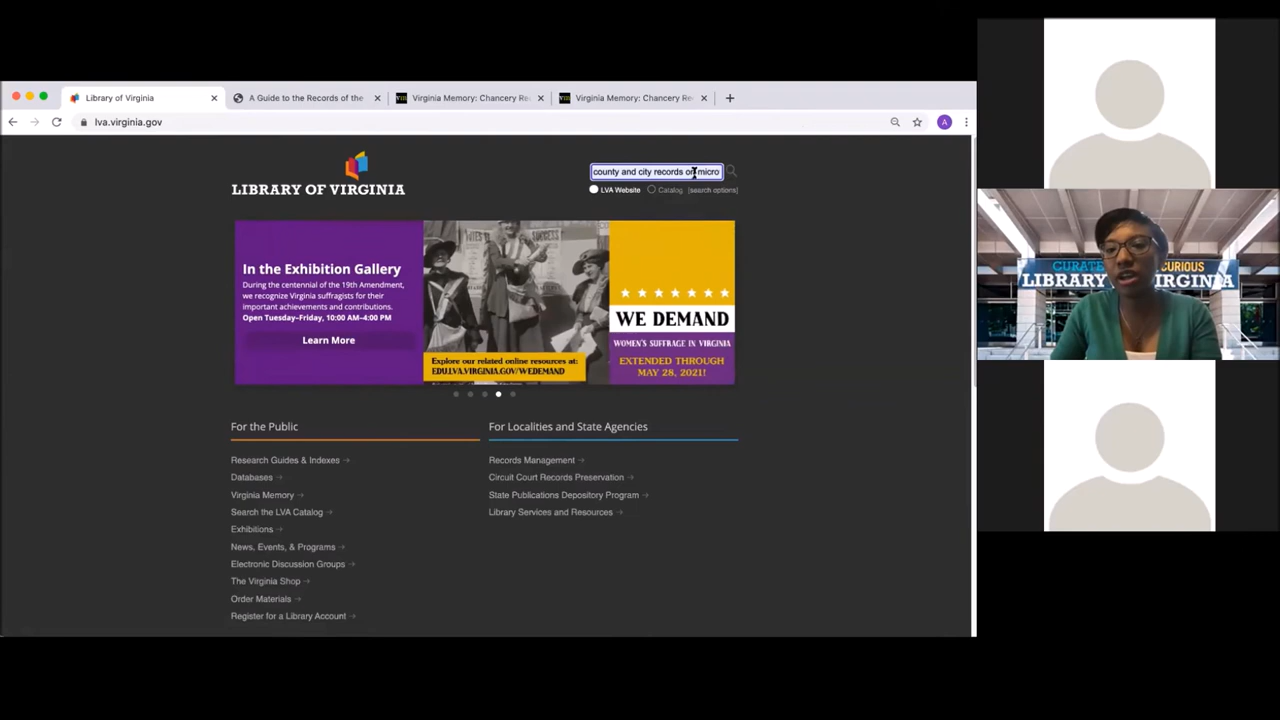 Library of Virginia
A Guide to the Records of the
Virginia Memory: Chancery Re
Virginia Memory: Chancery Re
lva.virginia.gov
A
LIBRARY OF VIRGINIA
county and city records on micro
LVA Website Catalog [search options]
In the Exhibition Gallery
During the centennial of the 19th Amendment,
we recognize Virginia suffragists for their
important achievements and contributions.
Open Tuesday–Friday, 10:00 AM–4:00 PM
Learn More
Explore our related online resources at:
EDU.LVA.VIRGINIA.GOV/WEDEMAND
WE DEMAND
WOMEN'S SUFFRAGE IN VIRGINIA
EXTENDED THROUGH
MAY 28, 2021!
For the Public
Research Guides & Indexes →
Databases →
Virginia Memory →
Search the LVA Catalog →
Exhibitions →
News, Events, & Programs →
Electronic Discussion Groups →
The Virginia Shop →
Order Materials →
Register for a Library Account →
For Localities and State Agencies
Records Management →
Circuit Court Records Preservation →
State Publications Depository Program →
Library Services and Resources →